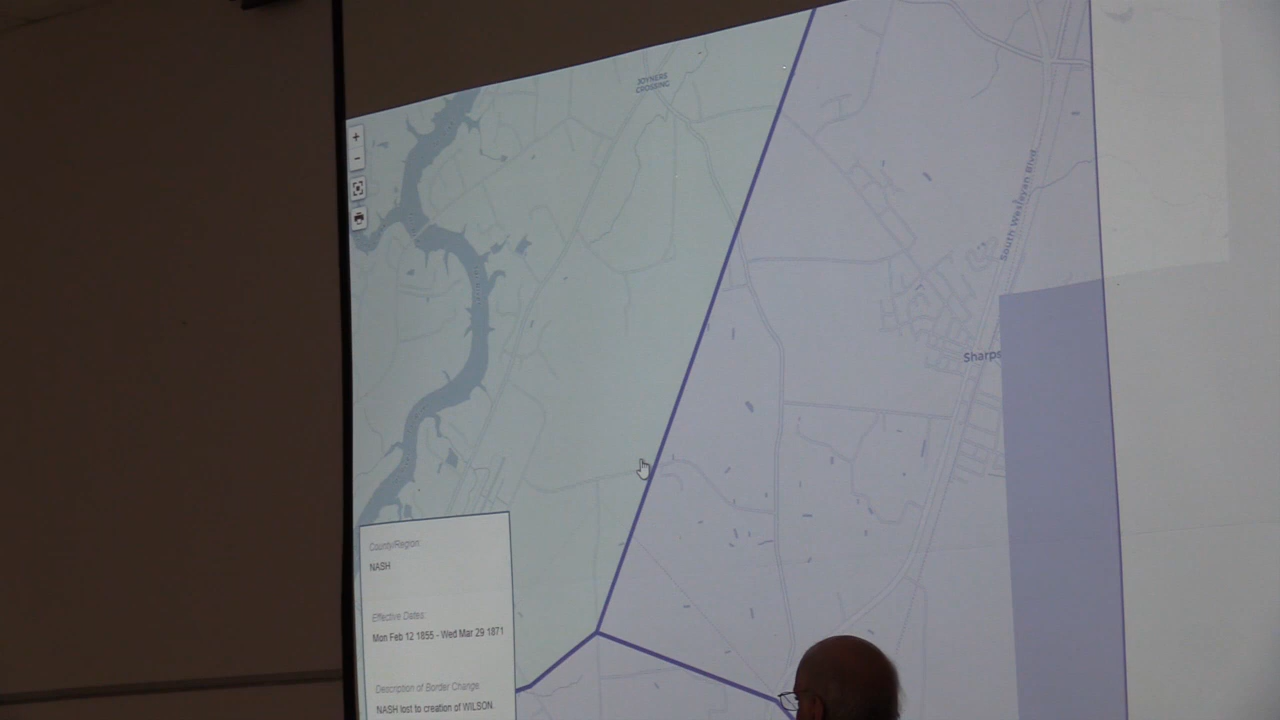 JOYNERS
CROSSING
+
−
South Wesleyan Blvd
Sharps
County/Region:
NASH
Effective Dates:
Mon Feb 12 1855 - Wed Mar 29 1871
Description of Border Change:
NASH lost to creation of WILSON.